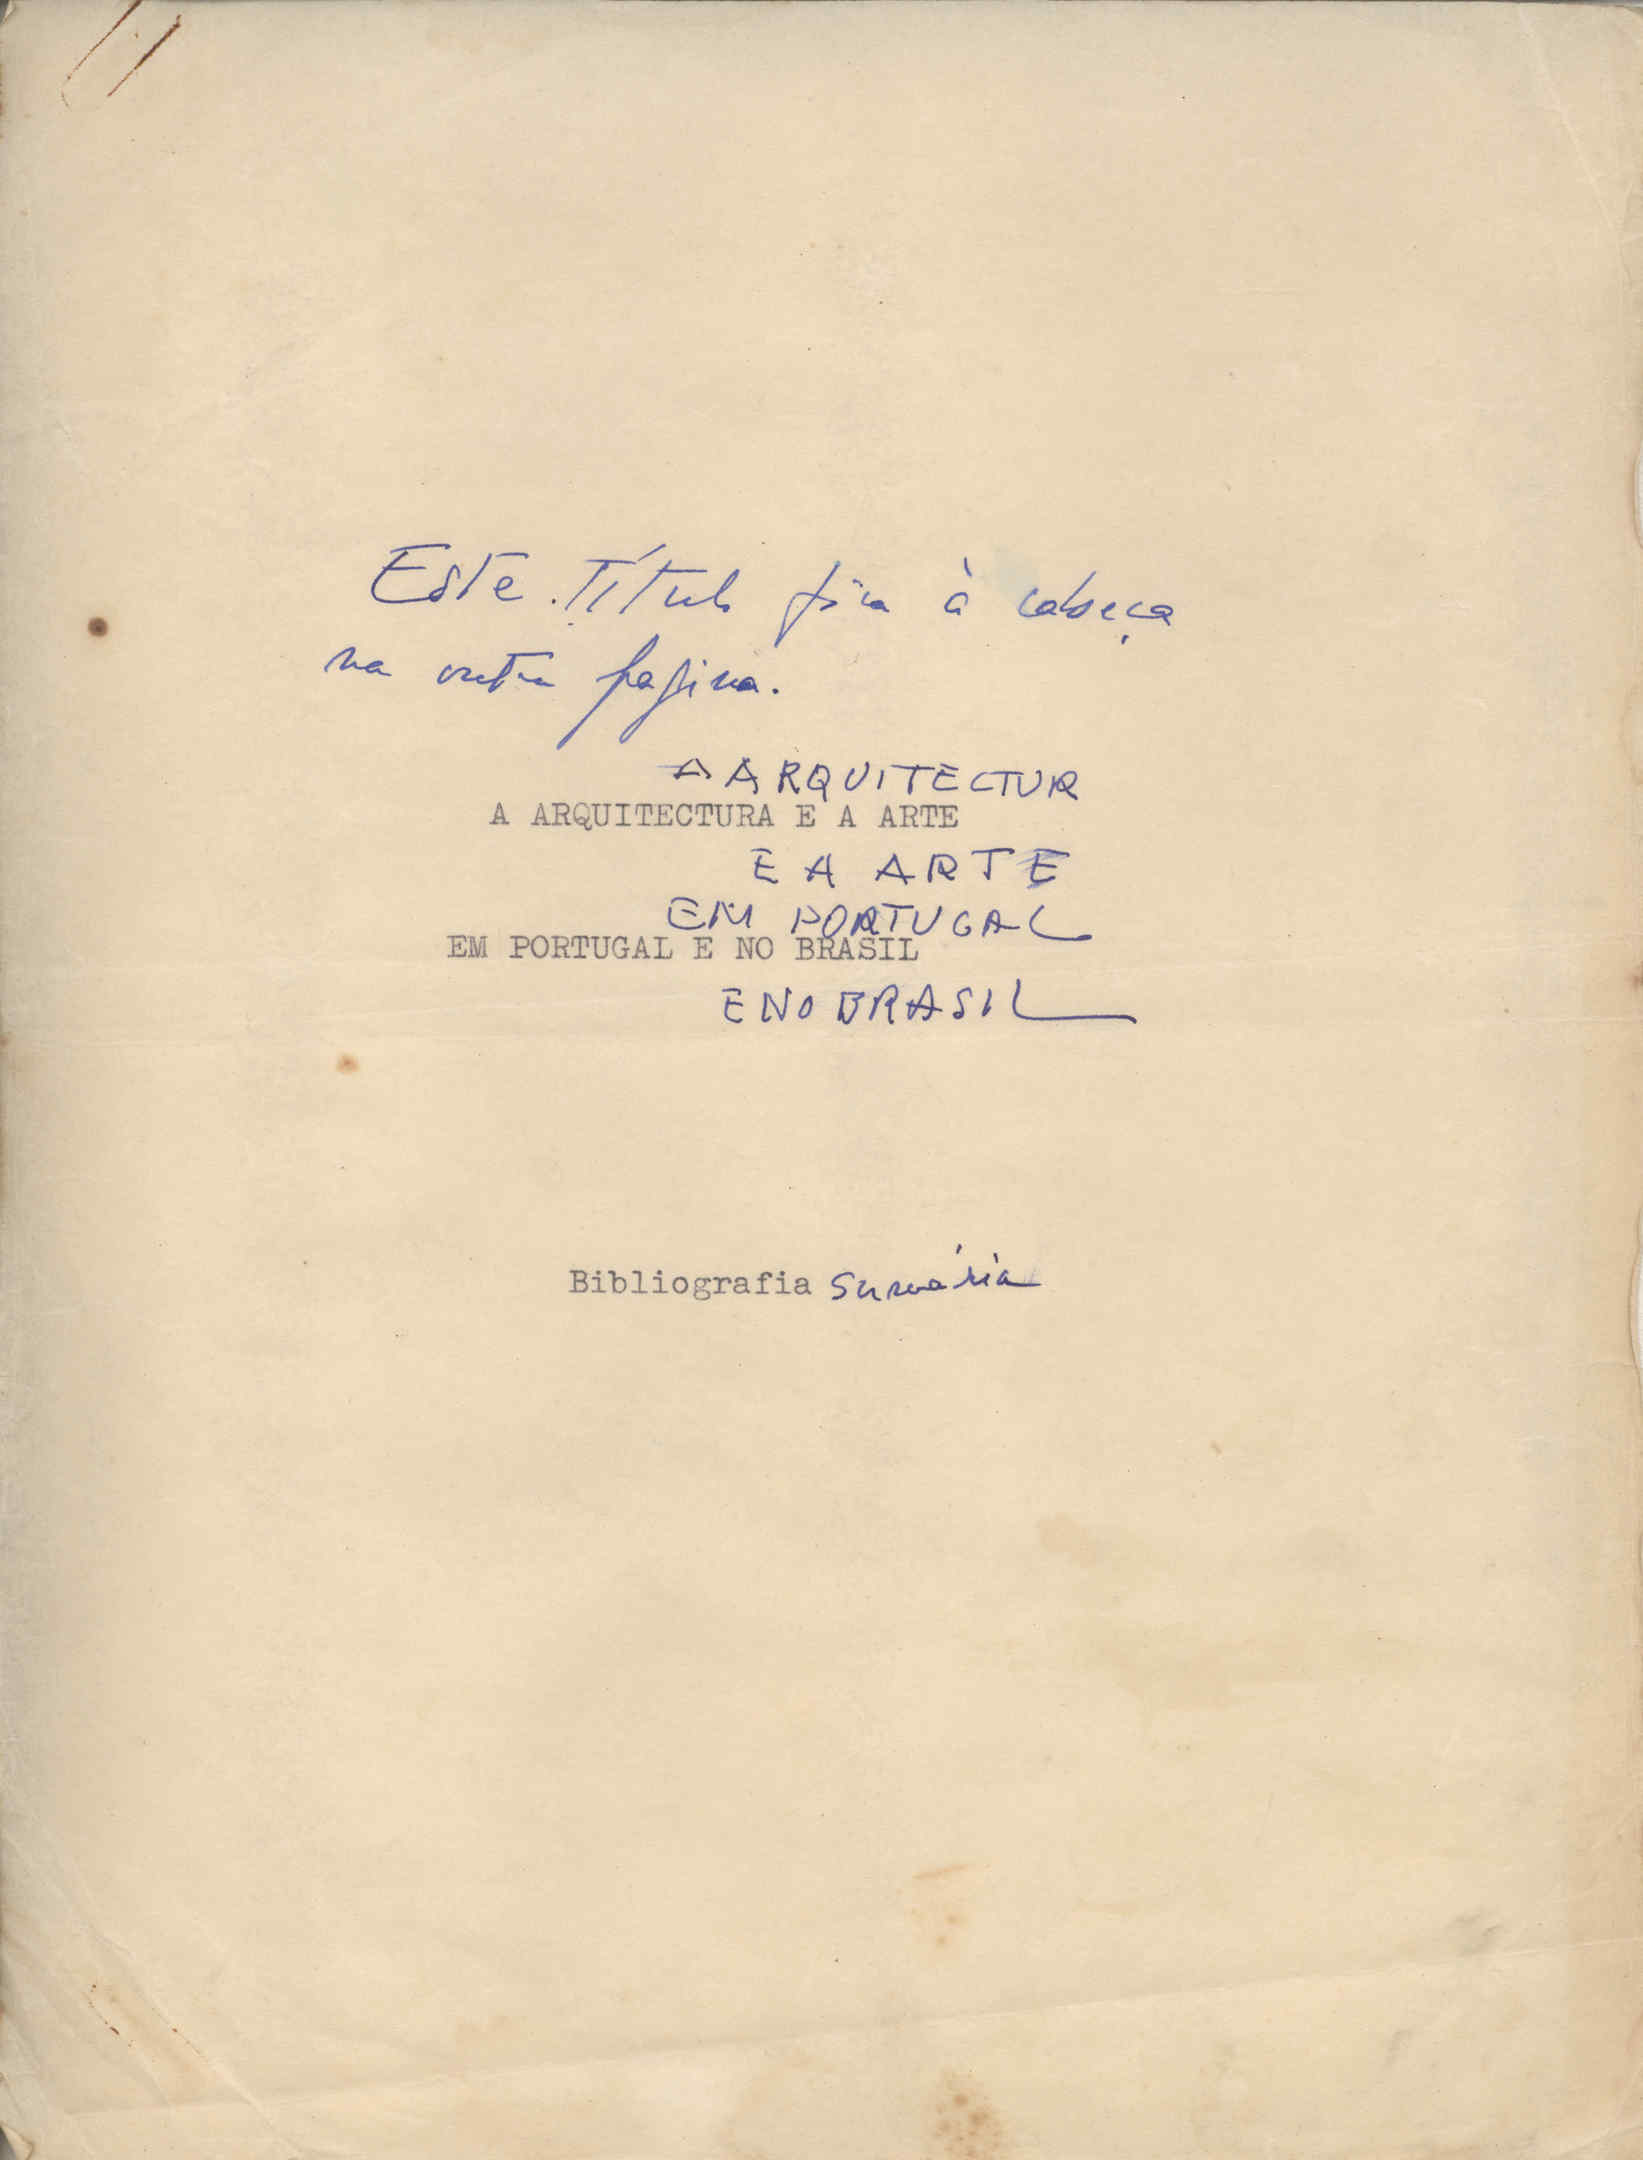 Este Título fica à cabeça
na outra pagina.
A ARQUITECTUR
A ARQUITECTURA E A ARTE
E A ARTE
EM PORTUGAL
EM PORTUGAL E NO BRASIL
E NO BRASIL
Bibliografia Sumária